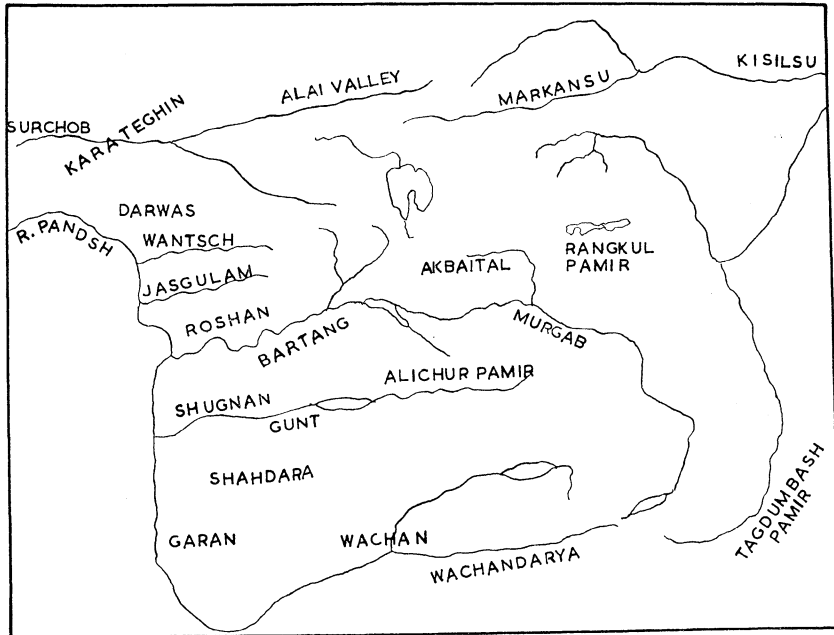 KISILSU
ALAI VALLEY
MARKANSU
SURCHOB
KARATEGHIN
DARWAS
R. PANDSH
WANTSCH
RANGKUL
PAMIR
AKBAITAL
JASGULAM
ROSHAN
BARTANG
MURGAB
ALICHUR PAMIR
SHUGNAN
GUNT
SHAHDARA
TAGDUMBASH
PAMIR
GARAN
WACHAN
WACHANDARYA